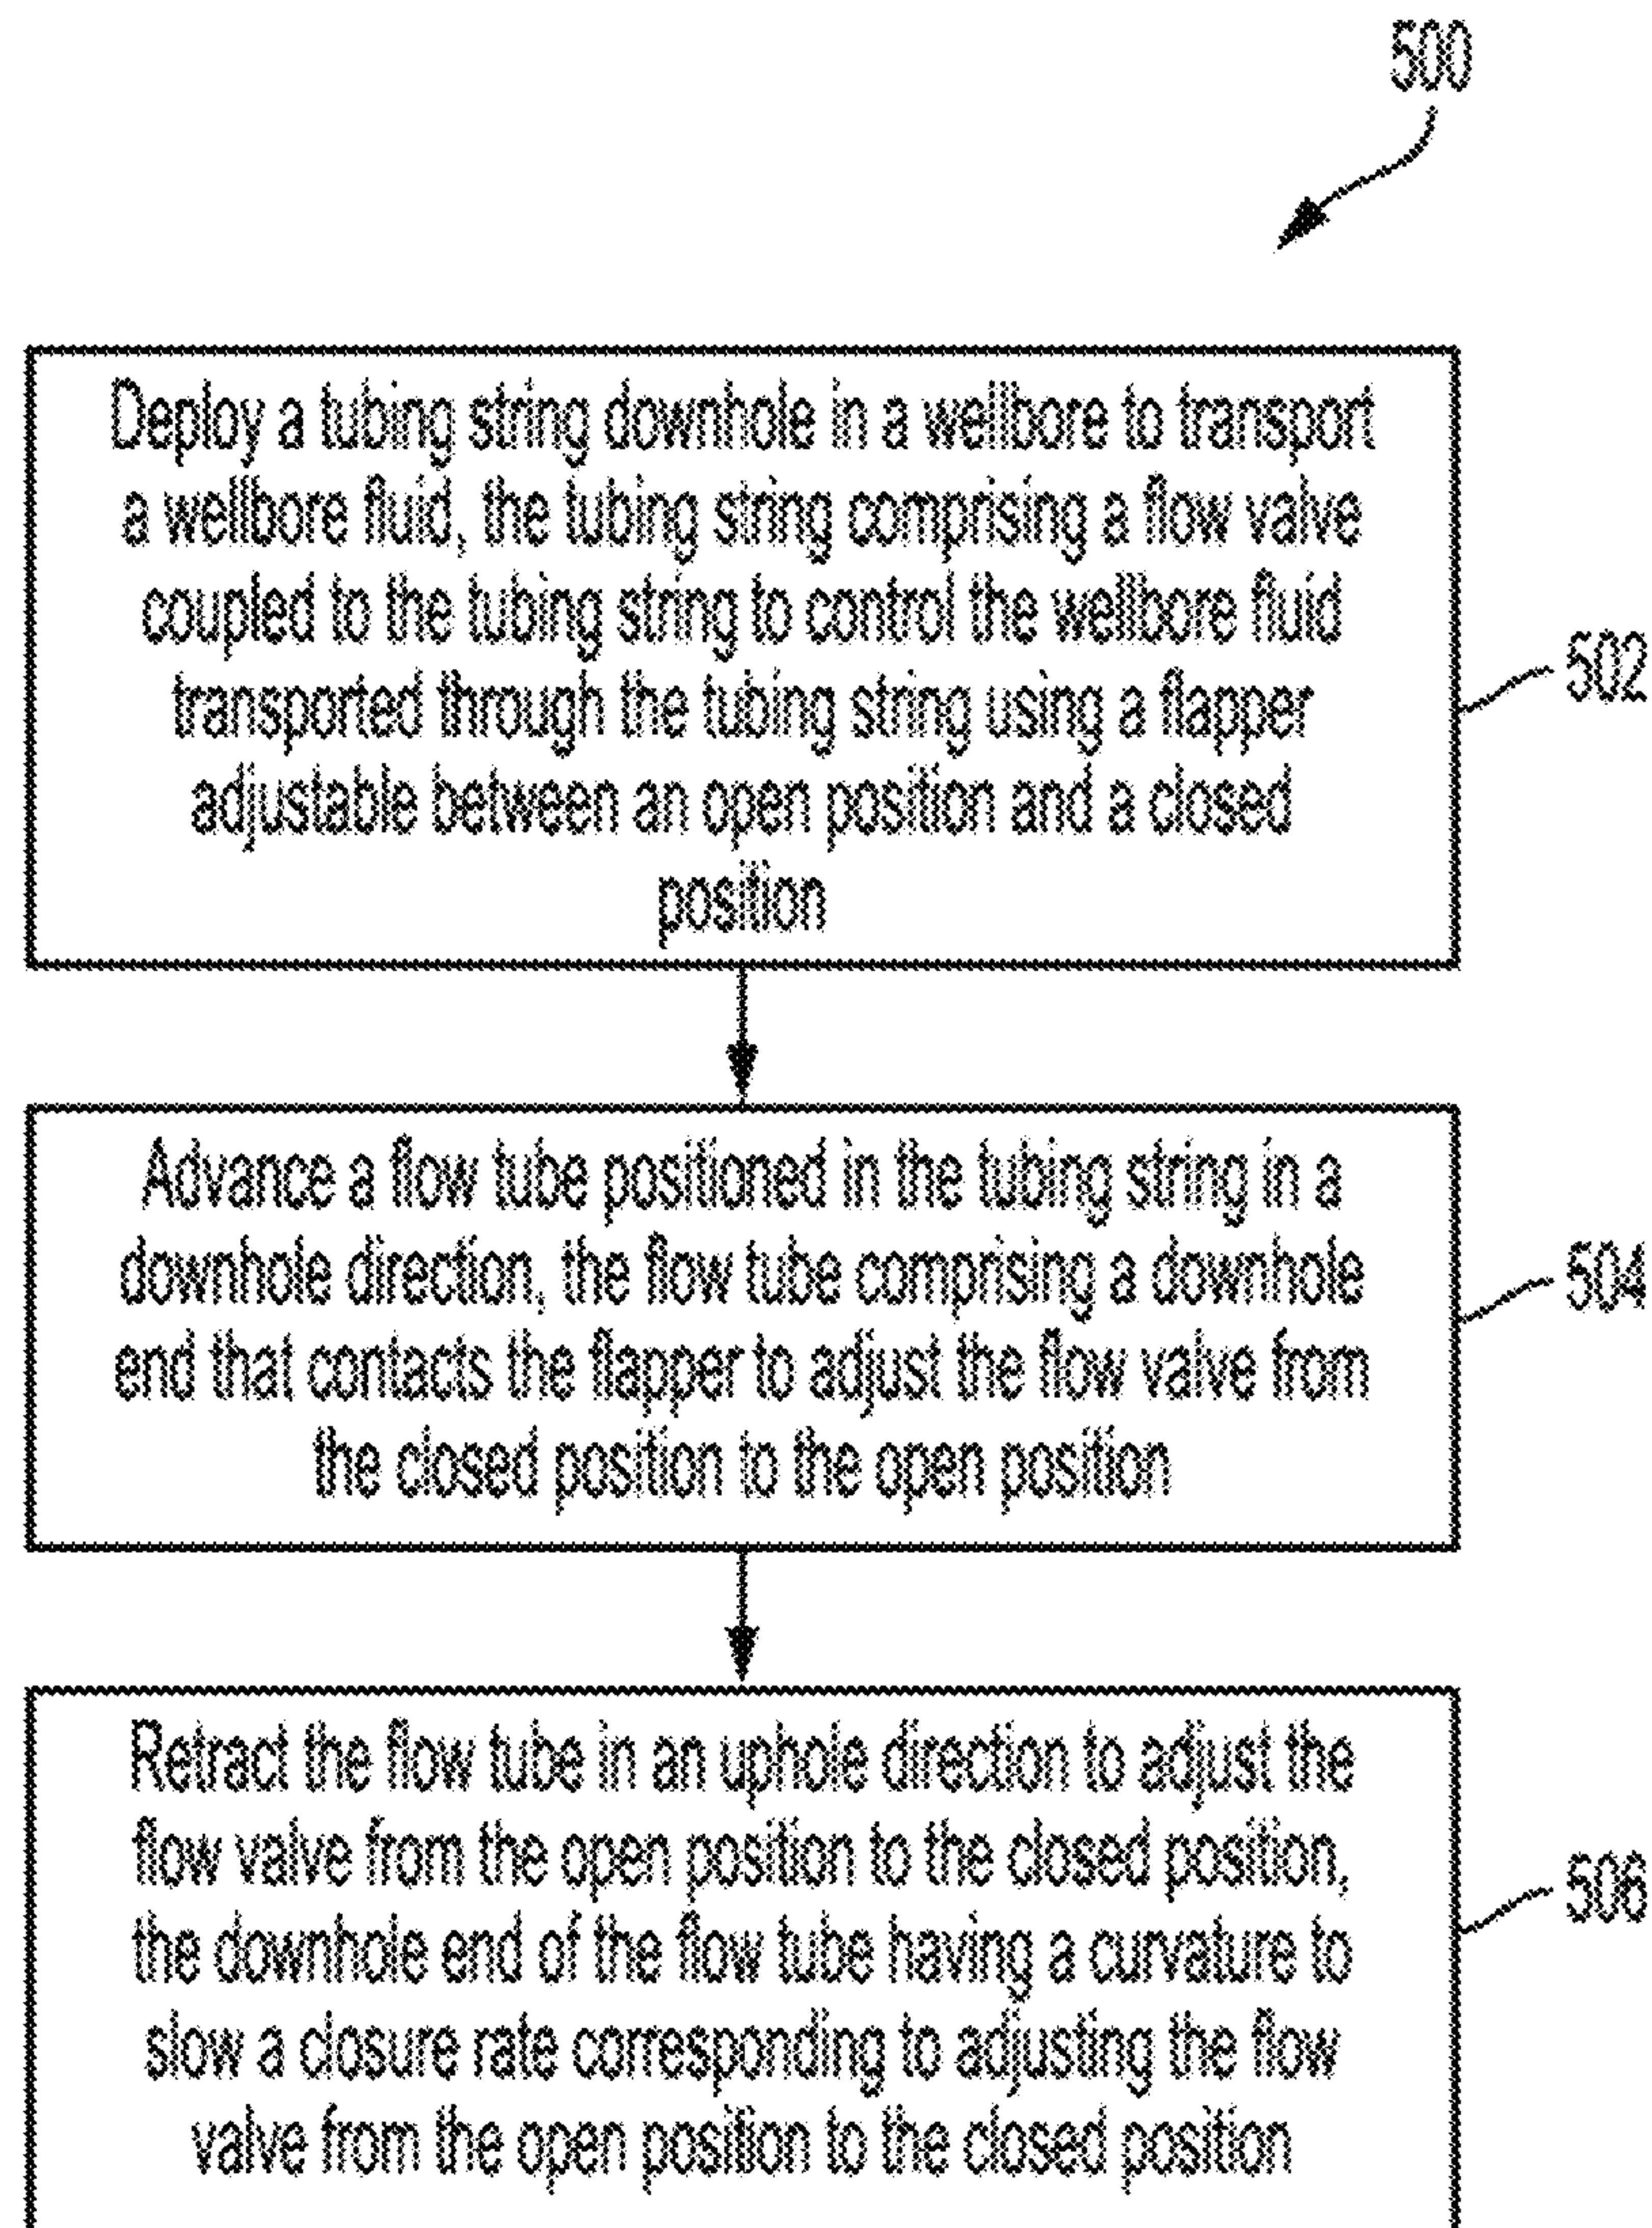 500
Deploy a tubing string downhole in a wellbore to transport
a wellbore fluid, the tubing string comprising a flow valve
coupled to the tubing string to control the wellbore fluid
transported through the tubing string using a flapper
adjustable between an open position and a closed
position
502
Advance a flow tube positioned in the tubing string in a
downhole direction, the flow tube comprising a downhole
end that contacts the flapper to adjust the flow valve from
the closed position to the open position
504
Retract the flow tube in an uphole direction to adjust the
flow valve from the open position to the closed position,
the downhole end of the flow tube having a curvature to
slow a closure rate corresponding to adjusting the flow
valve from the open position to the closed position
506